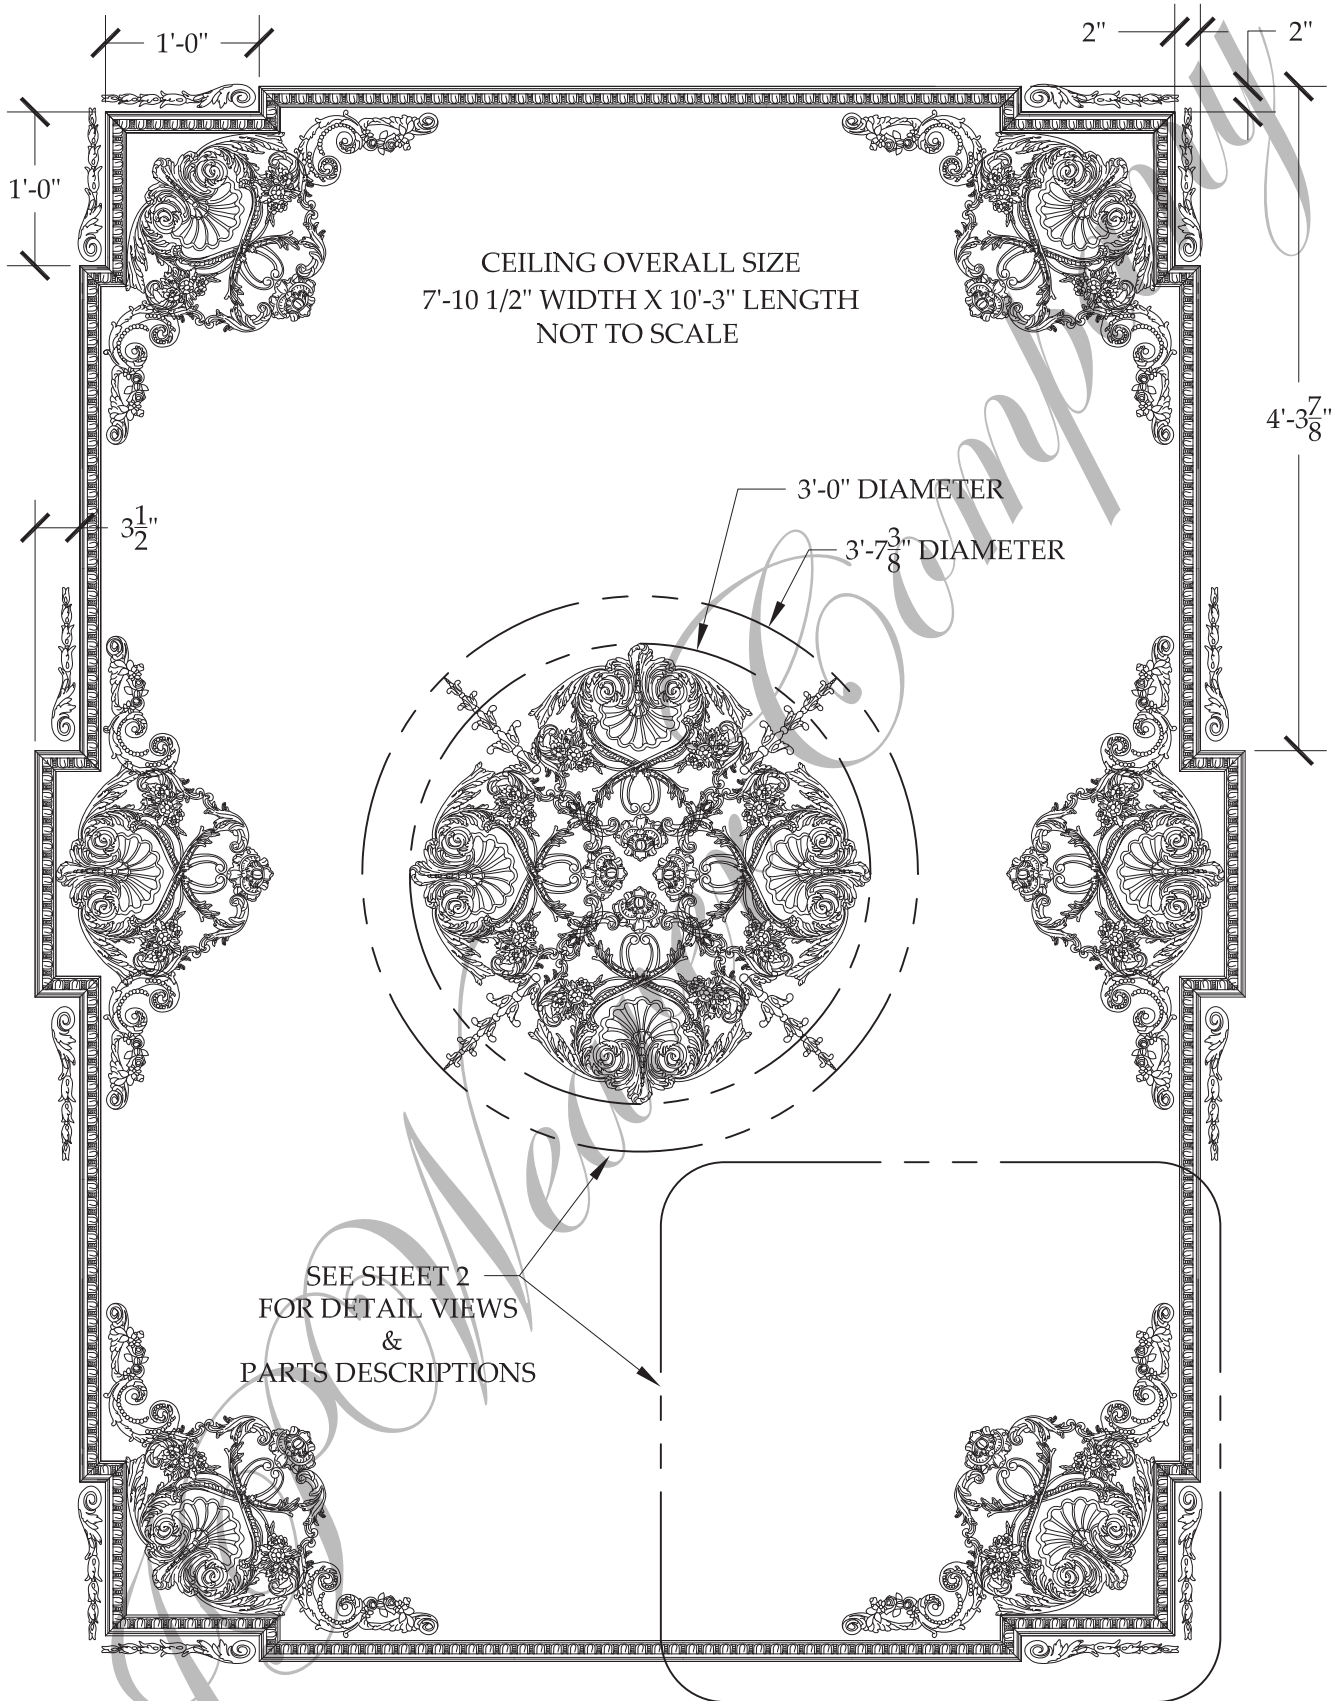 1'-0"
2"
2"
1'-0"
CEILING OVERALL SIZE
7'-10 1/2" WIDTH X 10'-3" LENGTH
NOT TO SCALE
4'-3 7/8"
3'-0" DIAMETER
3 1/2"
3'-7 3/8" DIAMETER
SEE SHEET 2
FOR DETAIL VIEWS
&
PARTS DESCRIPTIONS
Weaver Company